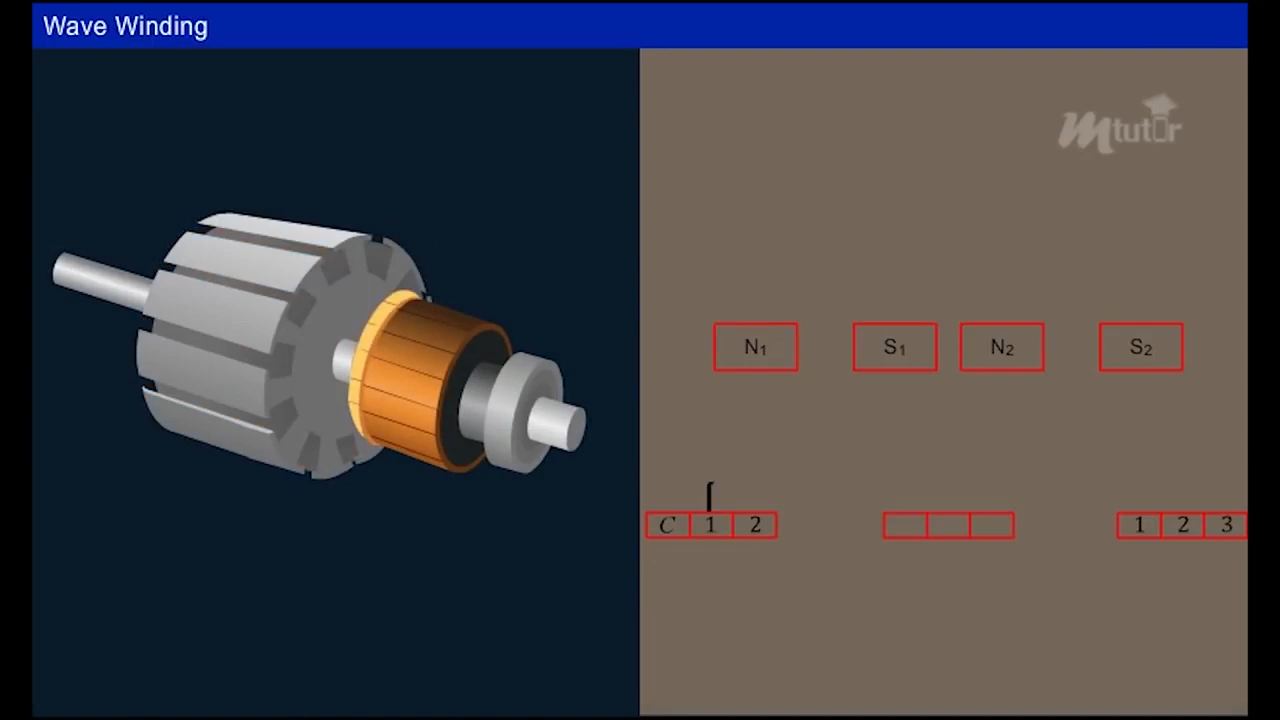 Wave Winding
mtutor
N₁ S₁ N₂ S₂
C 1 2 1 2 3